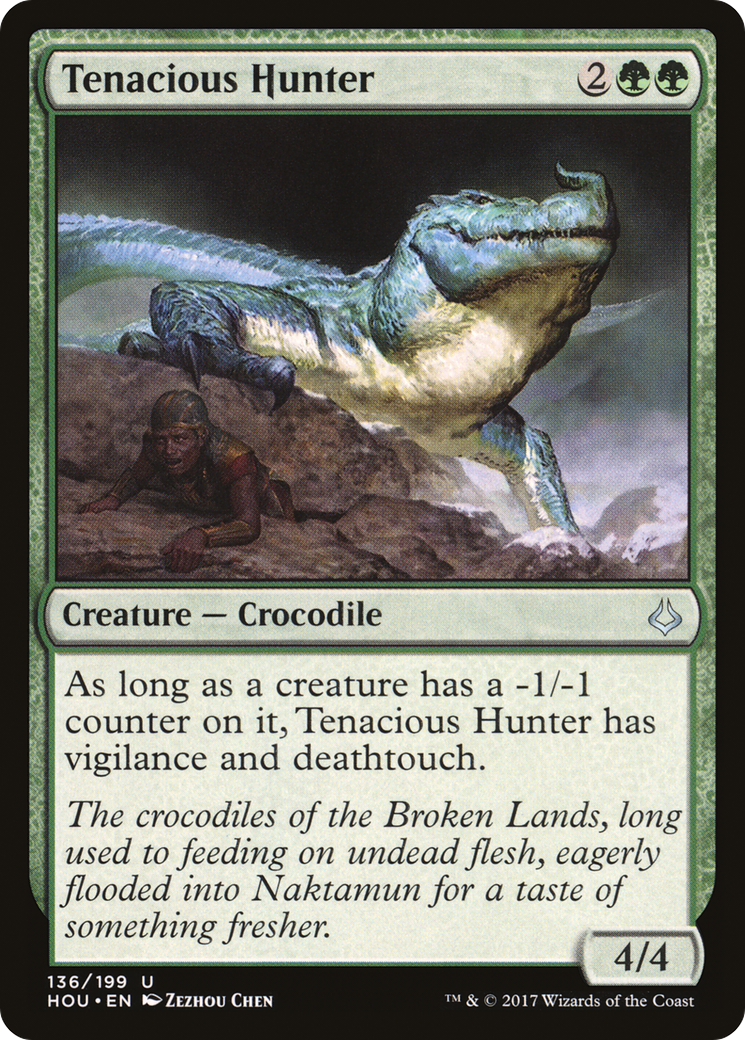 Tenacious Hunter 2
Creature — Crocodile
As long as a creature has a -1/-1
counter on it, Tenacious Hunter has
vigilance and deathtouch.
The crocodiles of the Broken Lands, long
used to feeding on undead flesh, eagerly
flooded into Naktamun for a taste of
something fresher.
4/4
136/199 U
HOU • EN Zezhou Chen
™ & © 2017 Wizards of the Coast